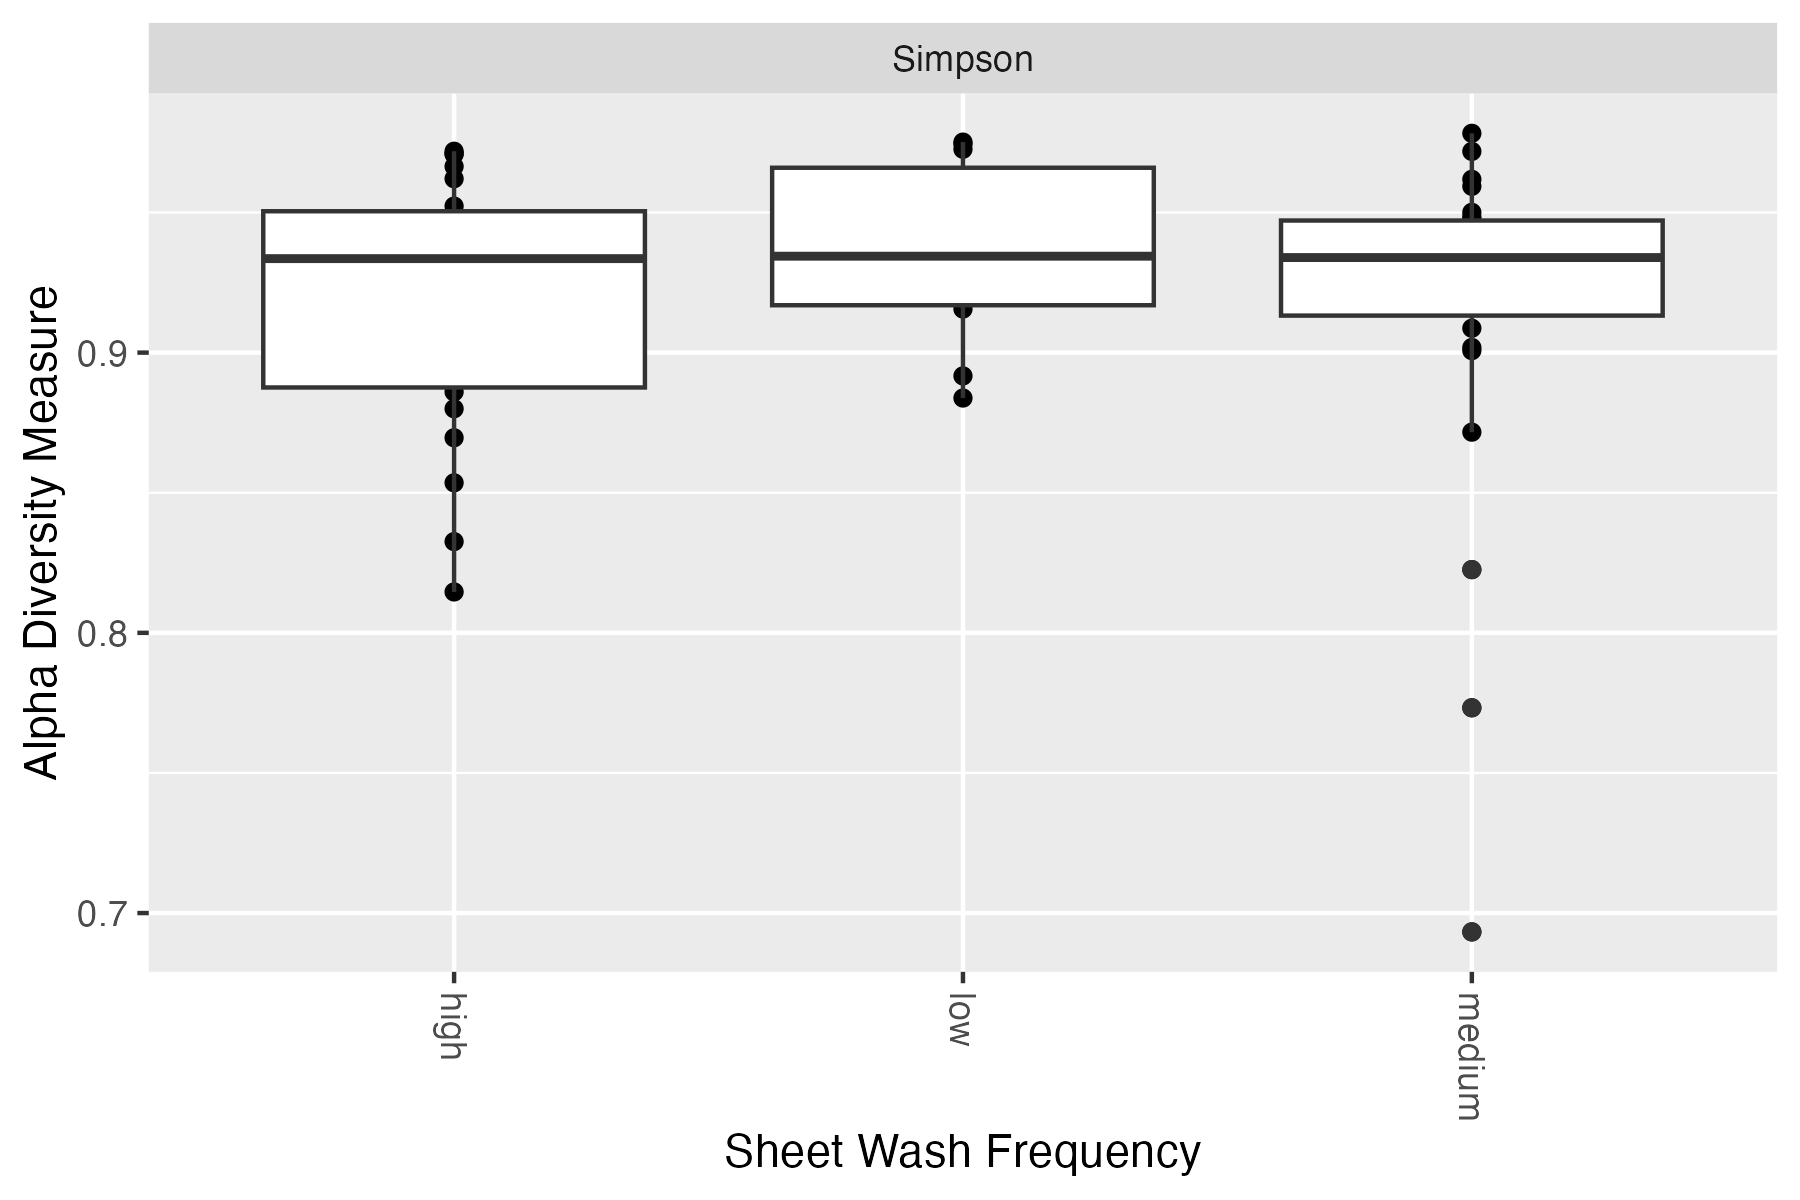 Simpson
Alpha Diversity Measure
0.9
0.8
0.7
high
low
medium
Sheet Wash Frequency